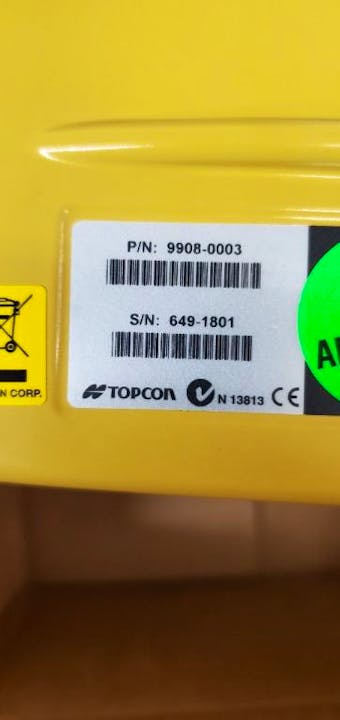 P/N: 9908-0003
S/N: 649-1801
TOPCON N 13813 CE
N CORP.